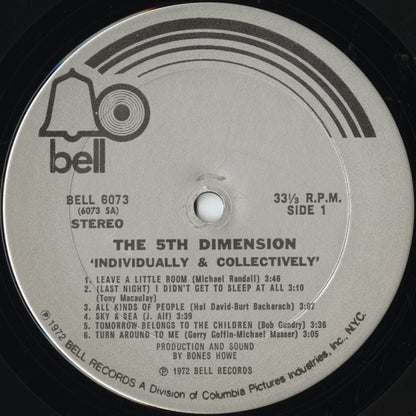 bell
BELL 6073
(6073 SA)
STEREO
33⅓ R.P.M.
SIDE 1
THE 5TH DIMENSION
'INDIVIDUALLY & COLLECTIVELY'
1. LEAVE A LITTLE ROOM (Michael Randall) 3:46
2. (LAST NIGHT) I DIDN'T GET TO SLEEP AT ALL 3:10
(Tony Macaulay)
3. ALL KINDS OF PEOPLE (Hal David-Burt Bacharach) 3:07
4. SKY & SEA (J. Alf) 3:39
5. TOMORROW BELONGS TO THE CHILDREN (Bob Gundry) 3:36
6. TURN AROUND TO ME (Gerry Goffin-Michael Masser) 3:05
PRODUCTION AND SOUND
BY BONES HOWE
℗ 1972 BELL RECORDS
℗1972 BELL RECORDS A Division of Columbia Pictures Industries, Inc., N.Y.C.